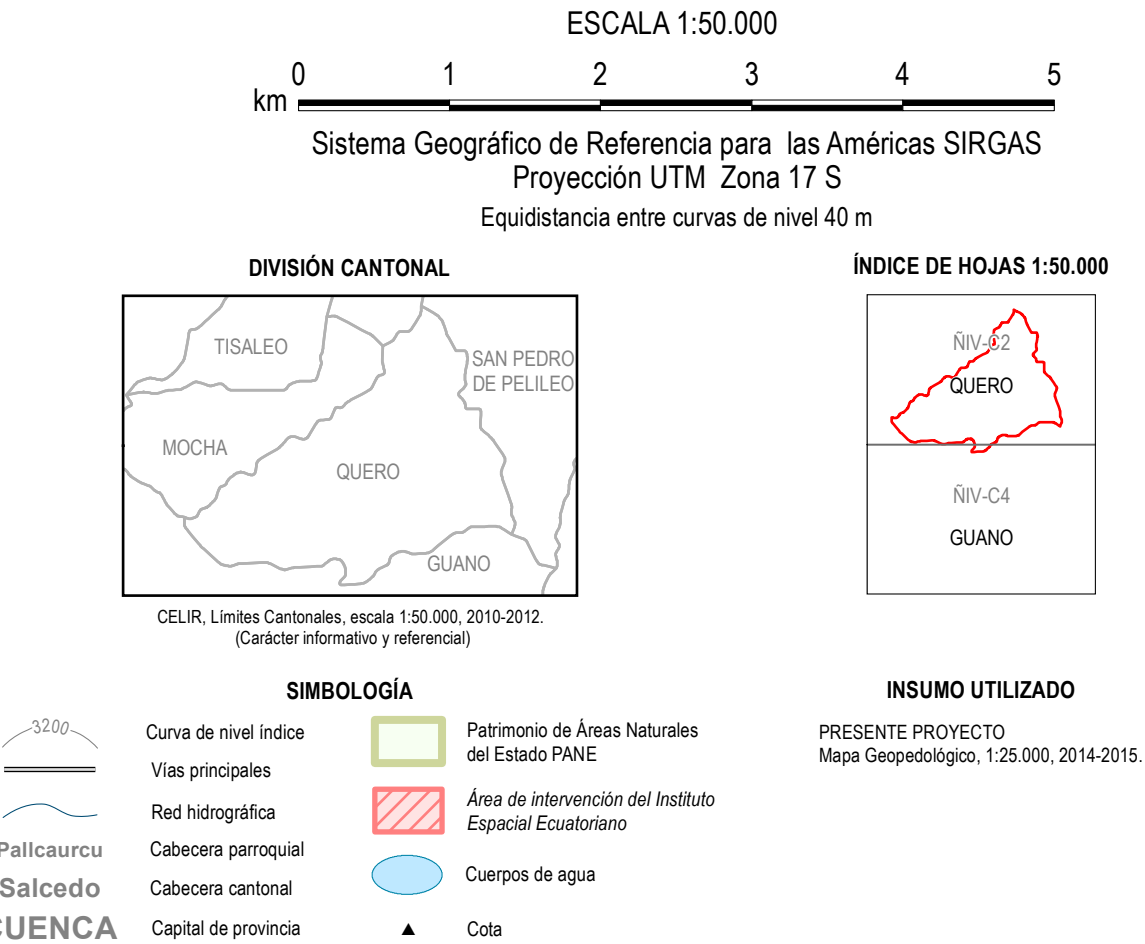 ESCALA 1:50.000
0 1 2 3 4 5
km
Sistema Geográfico de Referencia para las Américas SIRGAS
Proyección UTM Zona 17 S
Equidistancia entre curvas de nivel 40 m
DIVISIÓN CANTONAL
TISALEO
SAN PEDRO
DE PELILEO
MOCHA
QUERO
GUANO
CELIR, Límites Cantonales, escala 1:50.000, 2010-2012.
(Carácter informativo y referencial)
ÍNDICE DE HOJAS 1:50.000
ÑIV-C2
QUERO
ÑIV-C4
GUANO
SIMBOLOGÍA
3200
Curva de nivel índice
Vías principales
Red hidrográfica
Pallcaurcu
Cabecera parroquial
Salcedo
Cabecera cantonal
CUENCA
Capital de provincia
Patrimonio de Áreas Naturales
del Estado PANE
Área de intervención del Instituto
Espacial Ecuatoriano
Cuerpos de agua
Cota
INSUMO UTILIZADO
PRESENTE PROYECTO
Mapa Geopedológico, 1:25.000, 2014-2015.